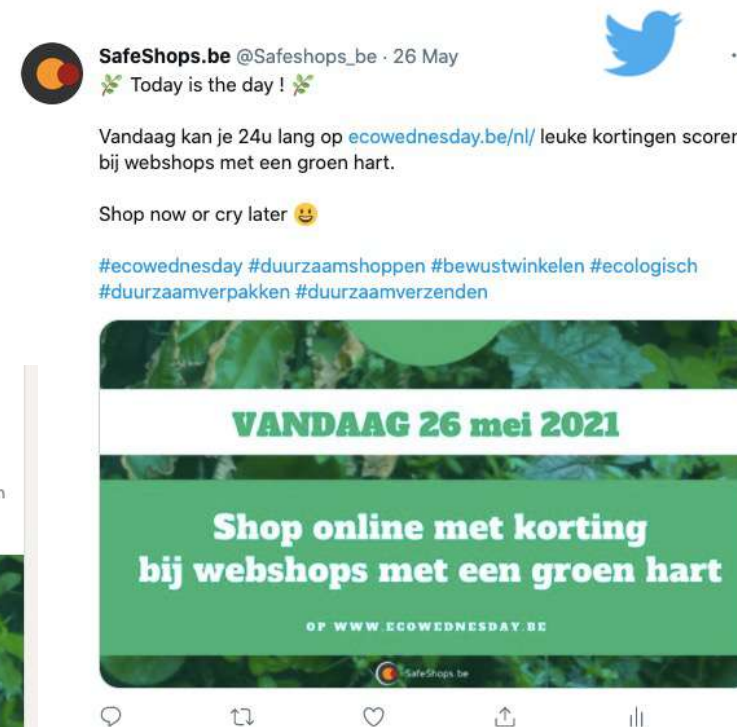 SafeShops.be @Safeshops_be · 26 May
🌿 Today is the day ! 🌿
Vandaag kan je 24u lang op ecowednesday.be/nl/ leuke kortingen scoren
bij webshops met een groen hart.
Shop now or cry later 😃
#ecowednesday #duurzaamshoppen #bewustwinkelen #ecologisch
#duurzaamverpakken #duurzaamverzenden
VANDAAG 26 mei 2021
Shop online met korting
bij webshops met een groen hart
OP WWW.ECOWEDNESDAY.BE
SafeShops.be